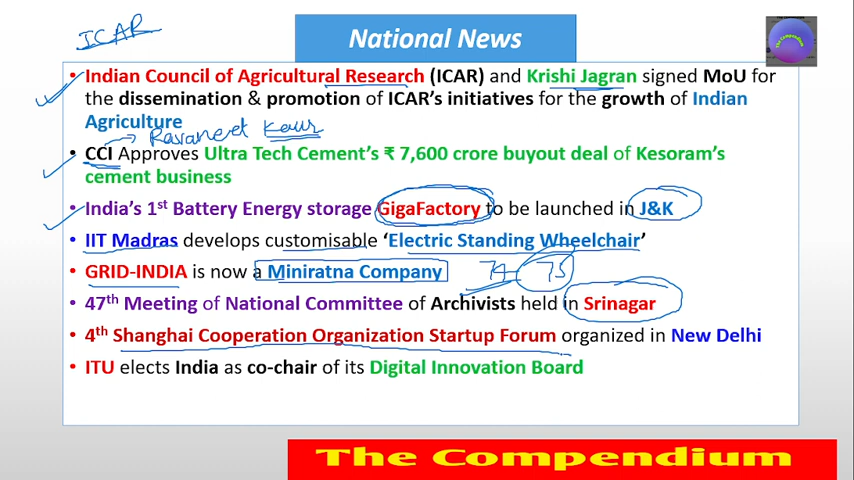 ICAR
National News
The Compendium
• Indian Council of Agricultural Research (ICAR) and Krishi Jagran signed MoU for
the dissemination & promotion of ICAR's initiatives for the growth of Indian
Agriculture
Ravaneet Kaur
• CCI Approves Ultra Tech Cement's ₹ 7,600 crore buyout deal of Kesoram's
cement business
• India's 1st Battery Energy storage GigaFactory to be launched in J&K
• IIT Madras develops customisable 'Electric Standing Wheelchair'
• GRID-INDIA is now a Miniratna Company 74 75
• 47th Meeting of National Committee of Archivists held in Srinagar
• 4th Shanghai Cooperation Organization Startup Forum organized in New Delhi
• ITU elects India as co-chair of its Digital Innovation Board
The Compendium